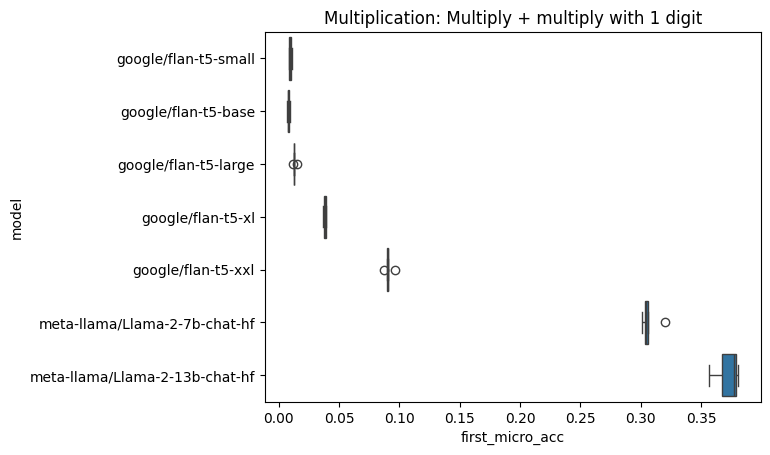 Multiplication: Multiply + multiply with 1 digit
google/flan-t5-small
google/flan-t5-base
google/flan-t5-large
google/flan-t5-xl
google/flan-t5-xxl
meta-llama/Llama-2-7b-chat-hf
meta-llama/Llama-2-13b-chat-hf
model
0.00 0.05 0.10 0.15 0.20 0.25 0.30 0.35
first_micro_acc